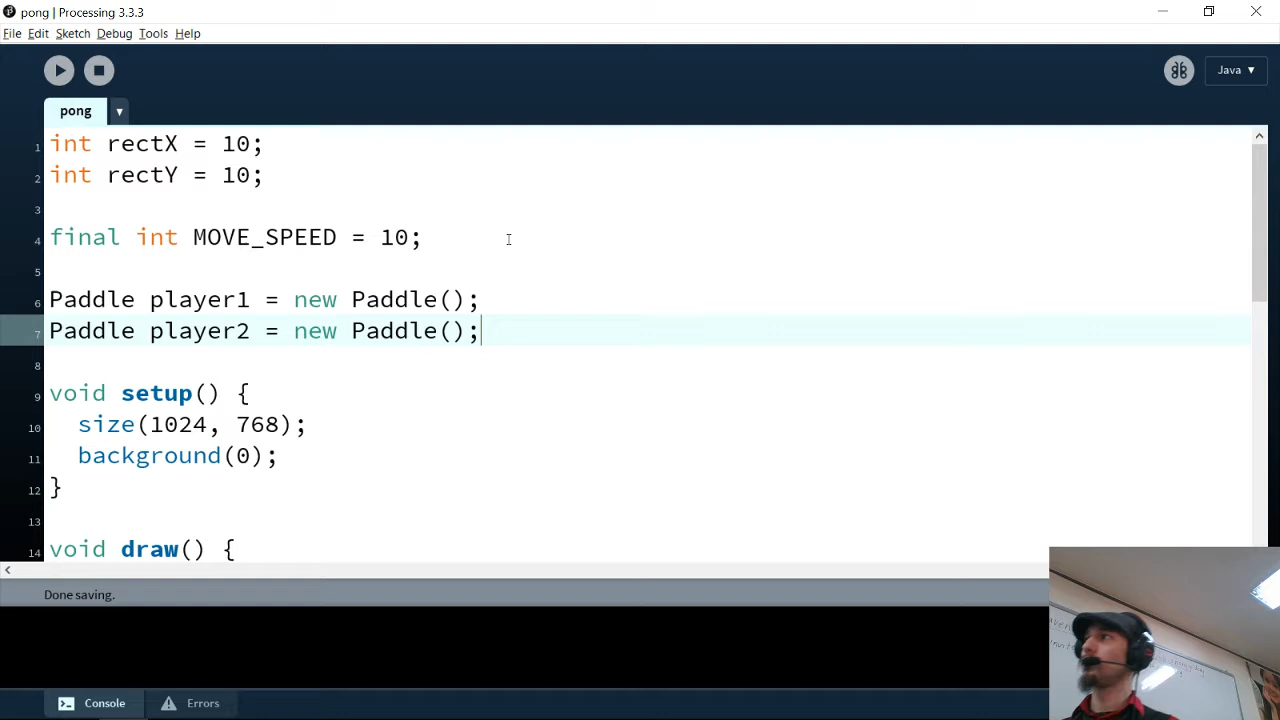 pong | Processing 3.3.3
File Edit Sketch Debug Tools Help
Java ▼
pong ▼
1 int rectX = 10;
2 int rectY = 10;
3
4 final int MOVE_SPEED = 10;
5
6 Paddle player1 = new Paddle();
7 Paddle player2 = new Paddle();
8
9 void setup() {
10 size(1024, 768);
11 background(0);
12 }
13
14 void draw() {
Done saving.
Console Errors